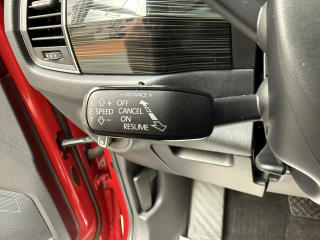 - DISTANCE +
S + OFF
E SPEED CANCEL
T - ON
RESUME